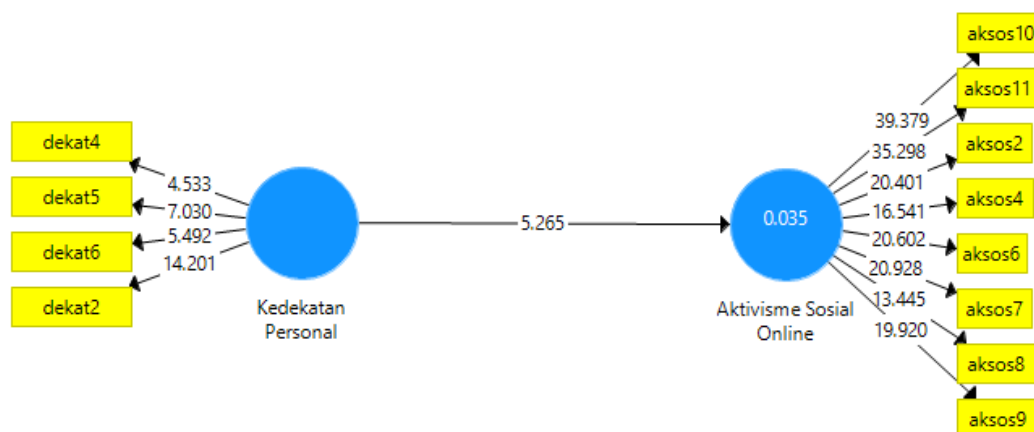 dekat4
dekat5
dekat6
dekat2
4.533
7.030
5.492
14.201
Kedekatan
Personal
5.265
0.035
Aktivisme Sosial
Online
39.379
35.298
20.401
16.541
20.602
20.928
13.445
19.920
aksos10
aksos11
aksos2
aksos4
aksos6
aksos7
aksos8
aksos9